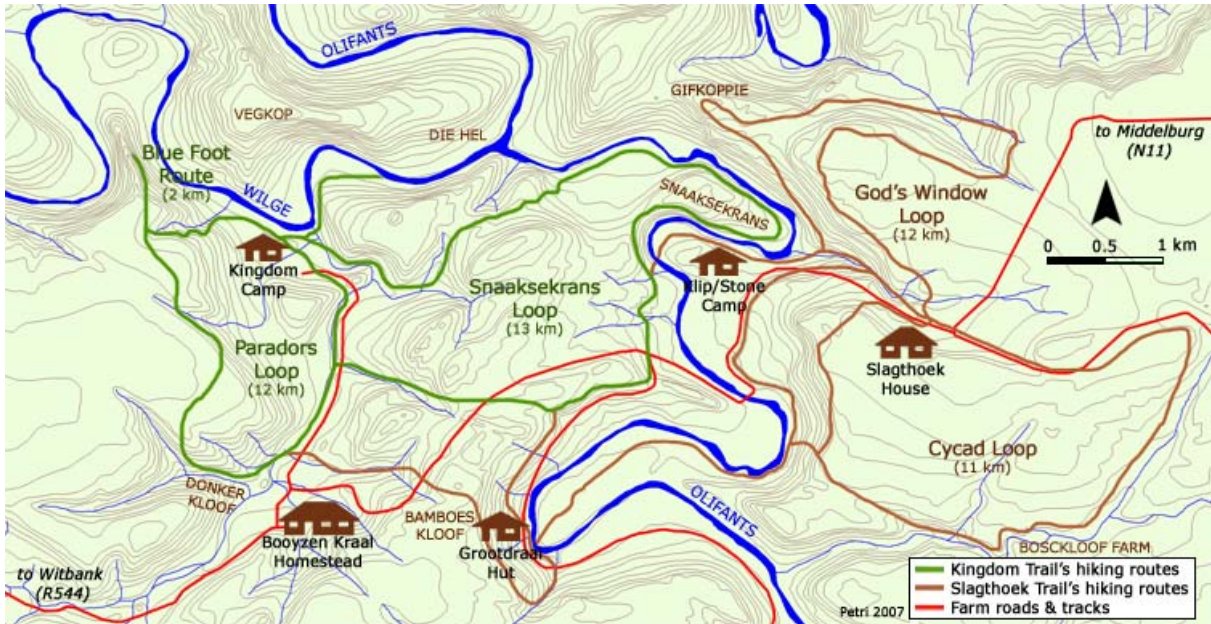 OLIFANTS
VEGKOP
GIFKOPPIE
DIE HEL
to Middelburg
(N11)
Blue Foot
Route
(2 km)
WILGE
SNAAKSEKRANS
God's Window
Loop
(12 km)
0 0.5 1 km
Kingdom
Camp
Klip/Stone
Camp
Snaaksekrans
Loop
(13 km)
Paradors
Loop
(12 km)
Slagthoek
House
Cycad Loop
(11 km)
DONKER
KLOOF
OLIFANTS
BAMBOES
KLOOF
Booyzen Kraal
Homestead
Grootdraai
Hut
BOSCKLOOF FARM
to Witbank
(R544)
Kingdom Trail's hiking routes
Slagthoek Trail's hiking routes
Farm roads & tracks
Petri 2007